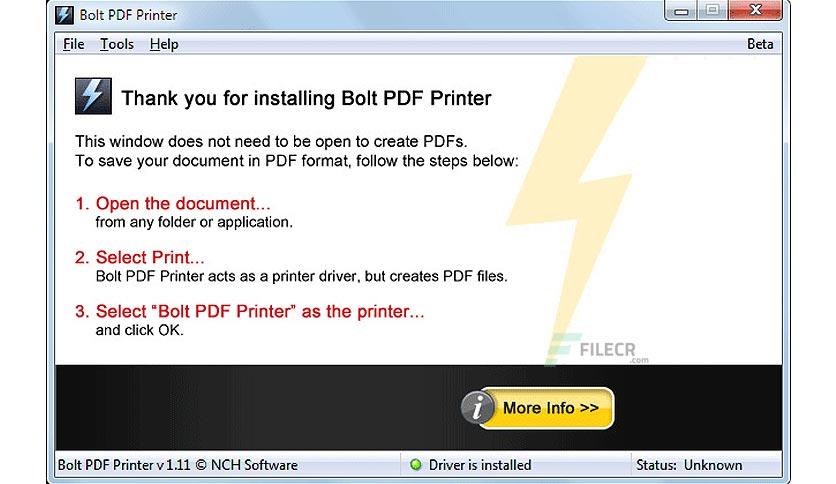 Bolt PDF Printer
File Tools Help Beta
Thank you for installing Bolt PDF Printer
This window does not need to be open to create PDFs.
To save your document in PDF format, follow the steps below:
1. Open the document...
from any folder or application.
2. Select Print...
Bolt PDF Printer acts as a printer driver, but creates PDF files.
3. Select “Bolt PDF Printer” as the printer...
and click OK.
FILECR
.com
i More Info >>
Bolt PDF Printer v 1.11 © NCH Software Driver is installed Status: Unknown